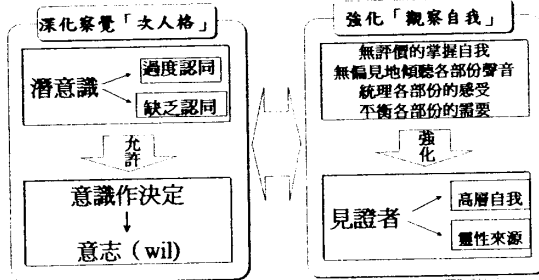 深化察覺「次人格」
潛意識
過度認同
缺乏認同
允許
意識作決定
意志（wil)
強化「觀察自我」
無評價的掌握自我
無偏見地傾聽各部份聲音
統理各部份的感受
平衡各部份的需要
強化
見證者
高層自我
靈性來源